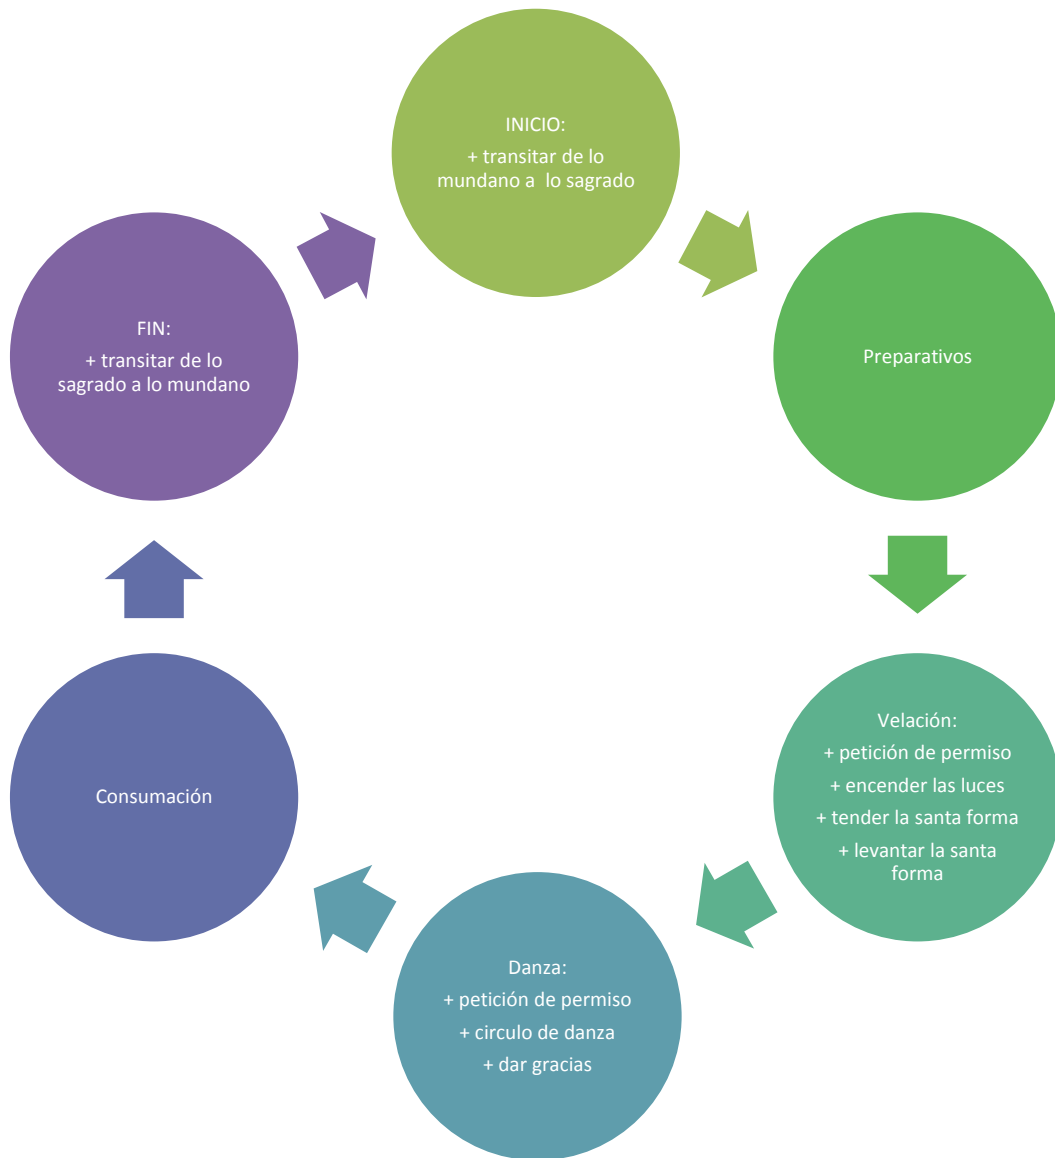 INICIO:
+ transitar de lo
mundano a lo sagrado
Preparativos
Velación:
+ petición de permiso
+ encender las luces
+ tender la santa forma
+ levantar la santa
forma
Danza:
+ petición de permiso
+ circulo de danza
+ dar gracias
Consumación
FIN:
+ transitar de lo
sagrado a lo mundano